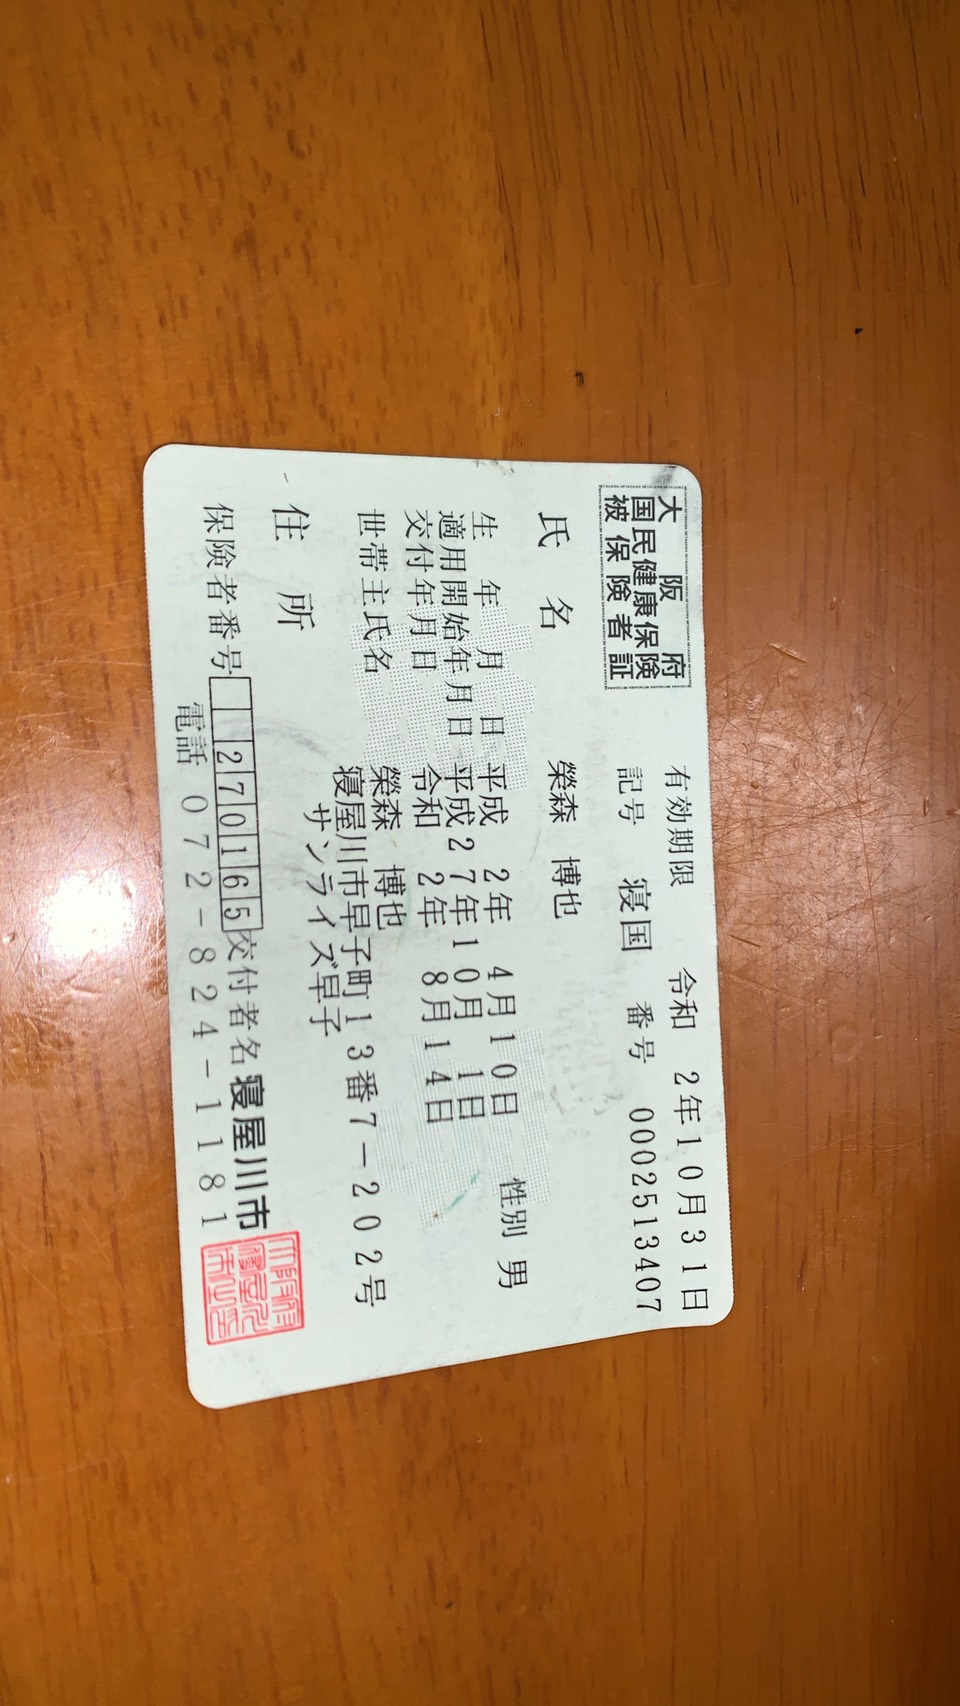 大阪府
国民健康保険
被保険者証
有効期限 令和 2年10月31日
記号 寝国 番号 0002513407
氏名 榮森 博也
生年月日 平成 2年 4月10日 性別 男
適用開始年月日 平成27年10月 1日
交付年月日 令和 2年 8月14日
世帯主氏名 榮森 博也
住所 寝屋川市早子町13番7-202号
サンライズ早子
保険者番号 270165 交付者名 寝屋川市
電話 072-824-1181